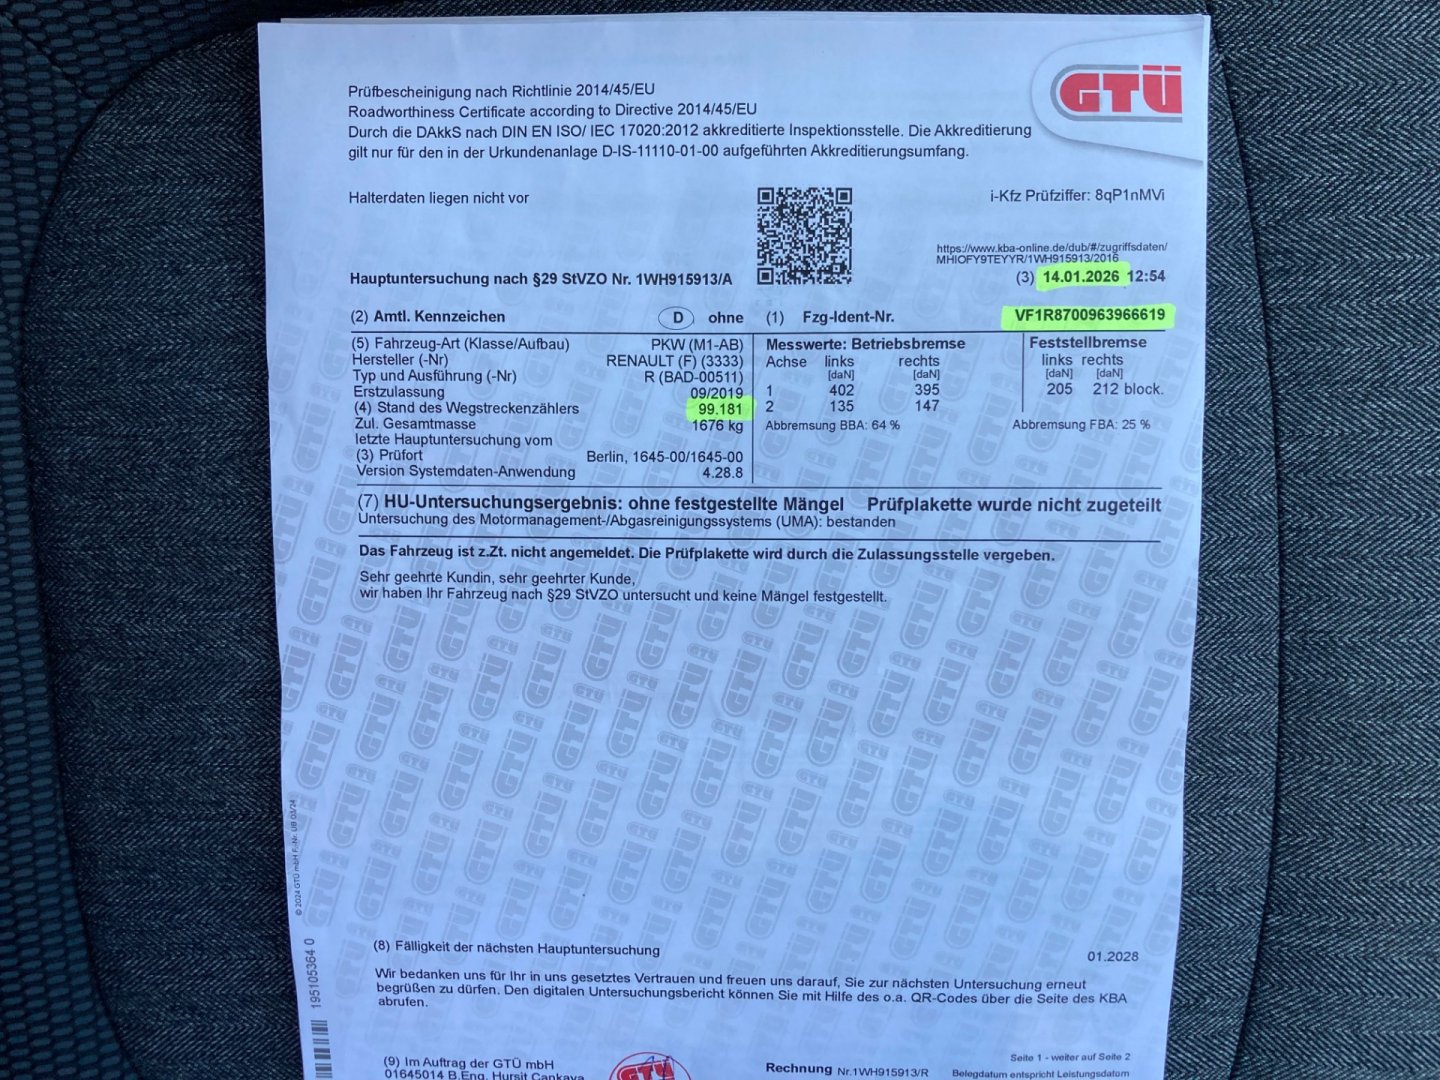 GTÜ
Prüfbescheinigung nach Richtlinie 2014/45/EU
Roadworthiness Certificate according to Directive 2014/45/EU
Durch die DAkkS nach DIN EN ISO/ IEC 17020:2012 akkreditierte Inspektionsstelle. Die Akkreditierung
gilt nur für den in der Urkundenanlage D-IS-11110-01-00 aufgeführten Akkreditierungsumfang.
Halterdaten liegen nicht vor
i-Kfz Prüfziffer: 8qP1nMVi
https://www.kba-online.de/dub/#/zugriffsdaten/
MHIOFY9TEYYR/1WH915913/2016
Hauptuntersuchung nach §29 StVZO Nr. 1WH915913/A
(3) 14.01.2026 12:54
(2) Amtl. Kennzeichen D ohne (1) Fzg-Ident-Nr. VF1R8700963966619
(5) Fahrzeug-Art (Klasse/Aufbau) PKW (M1-AB)
Hersteller (-Nr) RENAULT (F) (3333)
Typ und Ausführung (-Nr) R (BAD-00511)
Erstzulassung 09/2019
(4) Stand des Wegstreckenzählers 99.181
Zul. Gesamtmasse 1676 kg
letzte Hauptuntersuchung vom
(3) Prüfort Berlin, 1645-00/1645-00
Version Systemdaten-Anwendung 4.28.8
Messwerte: Betriebsbremse
Achse links rechts
[daN] [daN]
1 402 395
2 135 147
Abbremsung BBA: 64 %
Feststellbremse
links rechts
[daN] [daN]
205 212 block.
Abbremsung FBA: 25 %
(7) HU-Untersuchungsergebnis: ohne festgestellte Mängel Prüfplakette wurde nicht zugeteilt
Untersuchung des Motormanagement-/Abgasreinigungssystems (UMA): bestanden
Das Fahrzeug ist z.Zt. nicht angemeldet. Die Prüfplakette wird durch die Zulassungsstelle vergeben.
Sehr geehrte Kundin, sehr geehrter Kunde,
wir haben Ihr Fahrzeug nach §29 StVZO untersucht und keine Mängel festgestellt.
© 2024 GTÜ mbH F.-Nr. UB 03/24
195105364 0
(8) Fälligkeit der nächsten Hauptuntersuchung 01.2028
Wir bedanken uns für Ihr in uns gesetztes Vertrauen und freuen uns darauf, Sie zur nächsten Untersuchung erneut
begrüßen zu dürfen. Den digitalen Untersuchungsbericht können Sie mit Hilfe des o.a. QR-Codes über die Seite des KBA
abrufen.
(9) Im Auftrag der GTÜ mbH
01645014 B.Eng. Hursit Cankaya
GTÜ
Seite 1 - weiter auf Seite 2
Rechnung Nr.1WH915913/R
Belegdatum entspricht Leistungsdatum